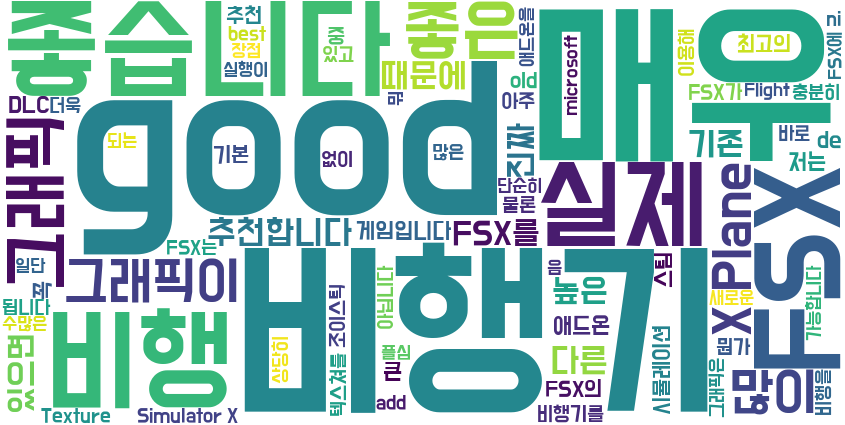 좋습니다
추천
best
장점
실행이
중
있고
좋은
때문에
뭐
애드온을
old
아주
매우
microsoft
이용해
최고의
FSX에
ni
FSX가
Flight
충분히
DLC
더욱
그래픽
good
되는
기본
없이
많은
진짜
단순히
물론
실제
기존
바로
저는
de
추천합니다
게임입니다
FSX를
FSX는
일단
쪽
그래픽이
됩니다
수많은
있으면
비행
비행기
상당히
텍스쳐를
조이스틱
아닙니다
풀심
큰
add
높은
애드온
다른
FSX의
비행기를
스팀
시뮬레이션
X Plane
새로운
뭔가
그래픽은
많이
FSX
가능합니다
비행을
Texture
Simulator X